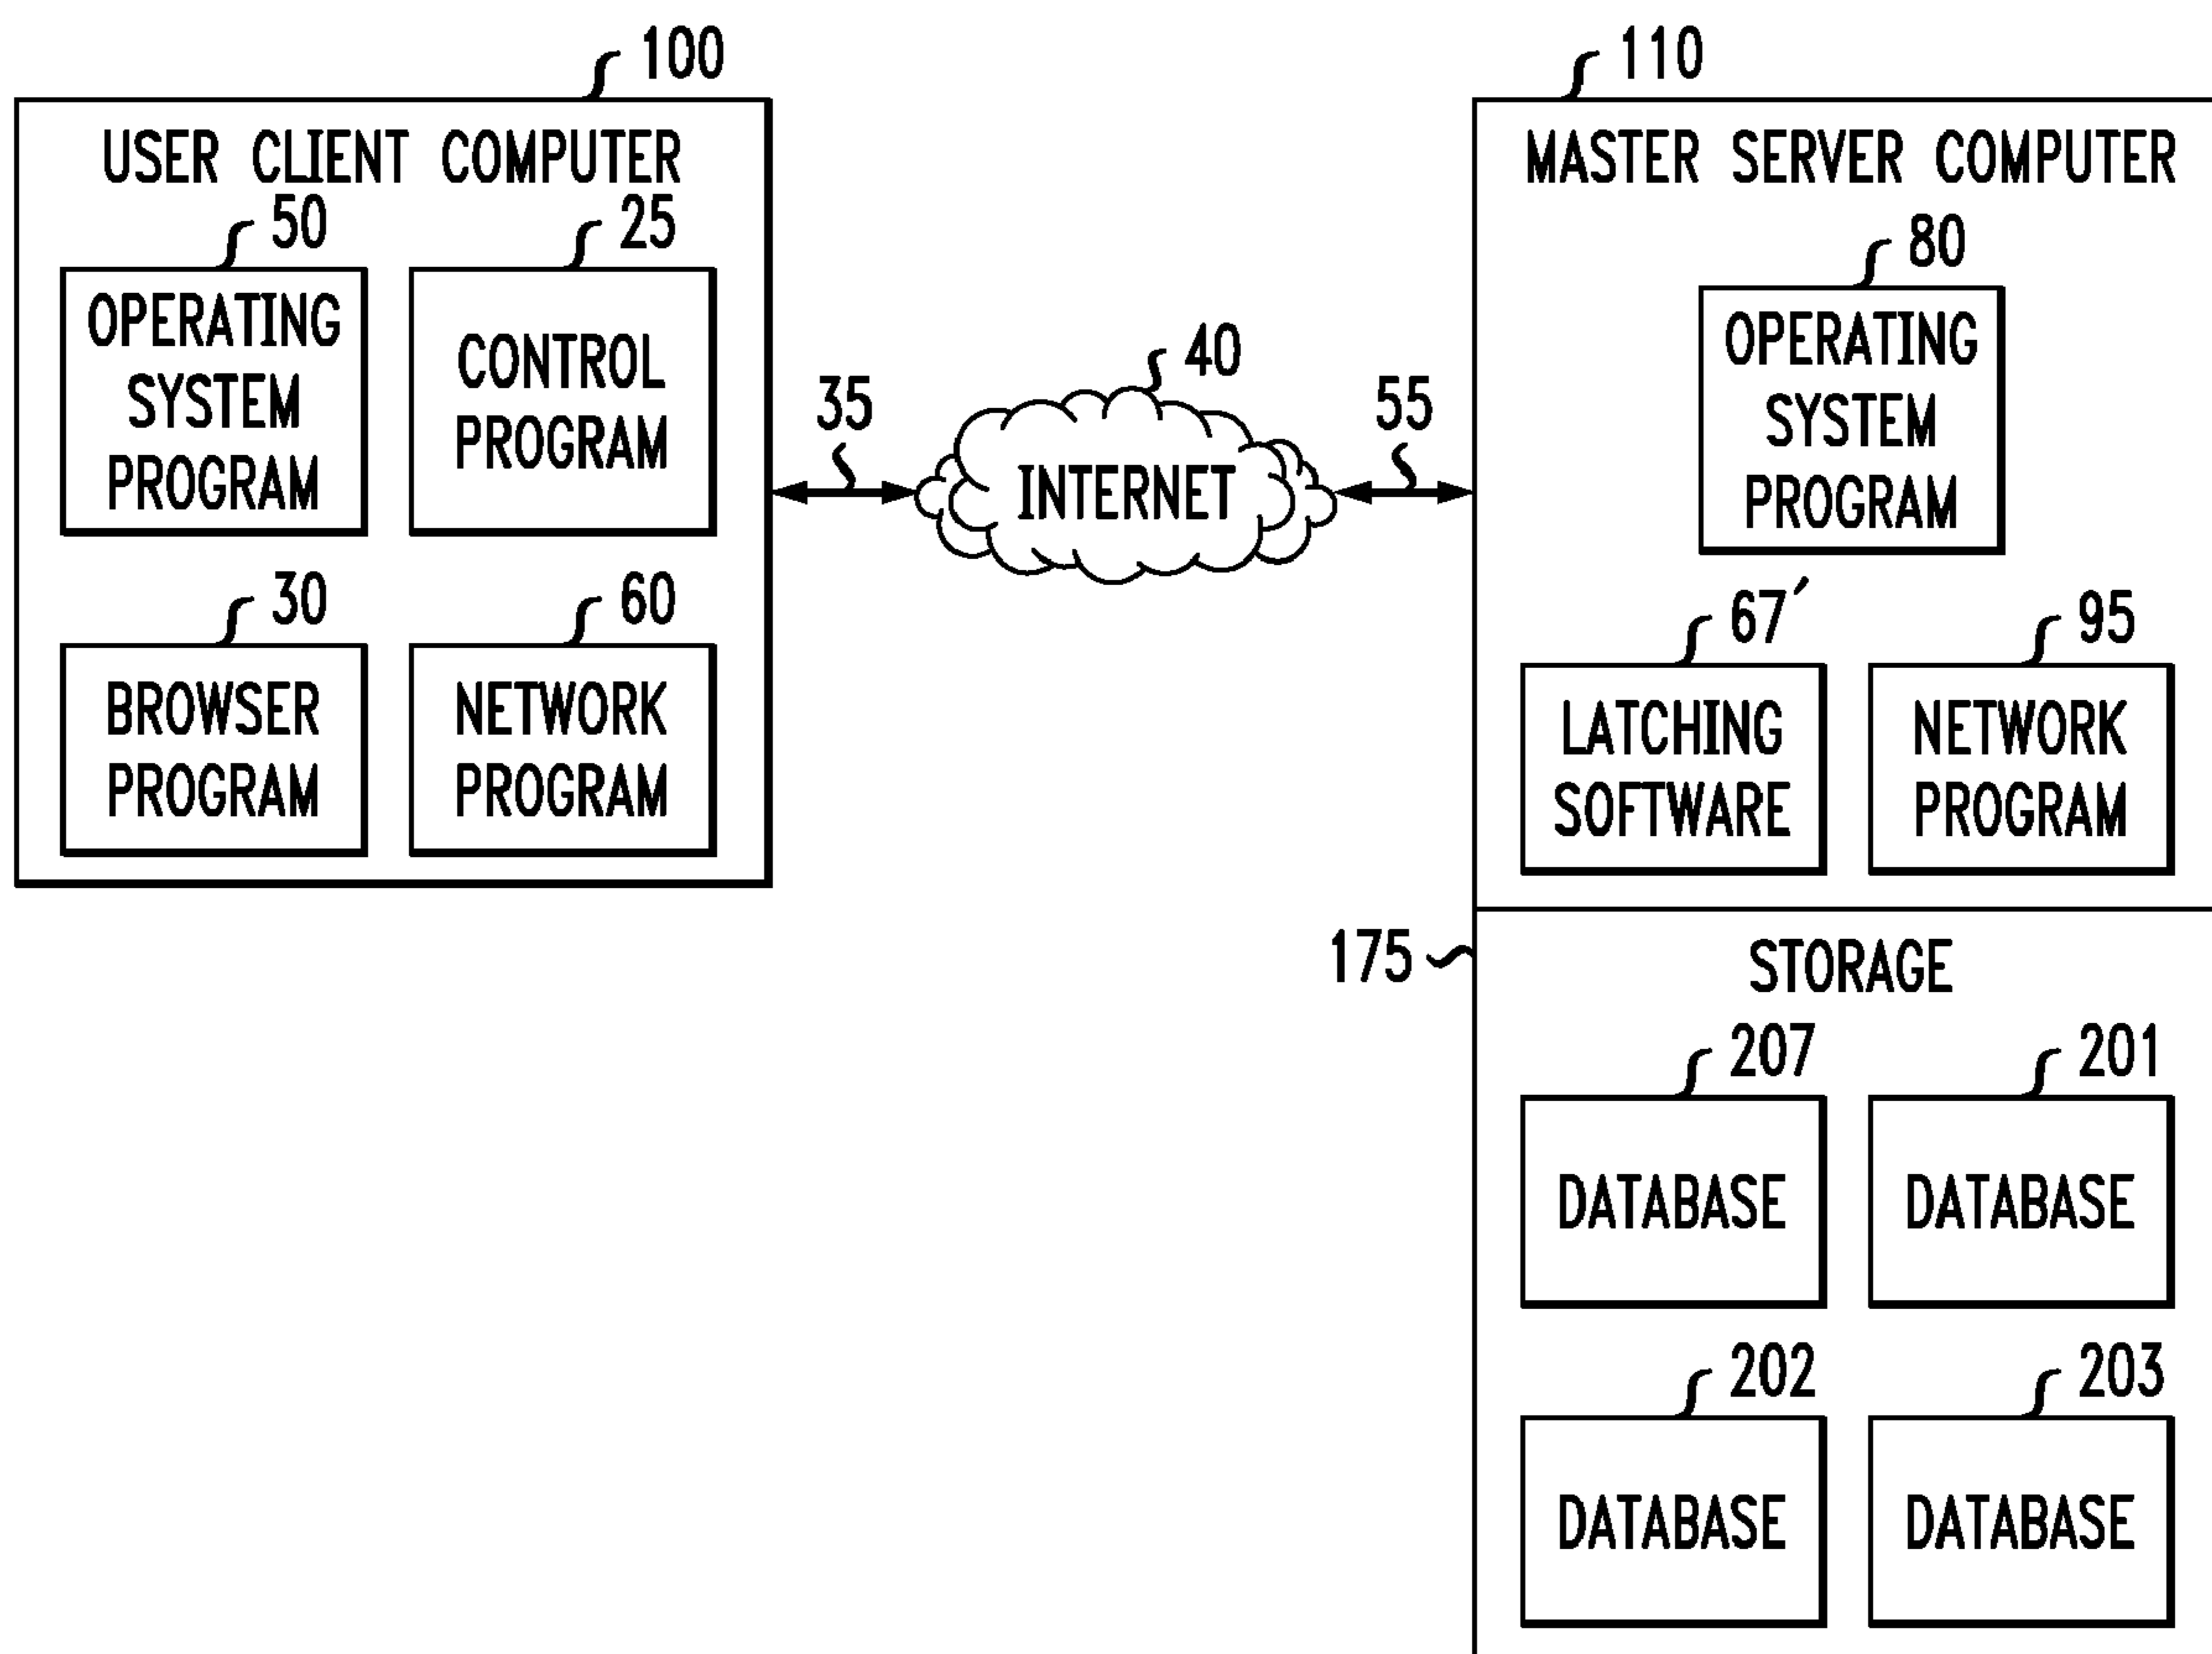 100
USER CLIENT COMPUTER
50
25
OPERATING
SYSTEM
PROGRAM
CONTROL
PROGRAM
30
60
BROWSER
PROGRAM
NETWORK
PROGRAM
35
40
INTERNET
55
110
MASTER SERVER COMPUTER
80
OPERATING
SYSTEM
PROGRAM
67′
95
LATCHING
SOFTWARE
NETWORK
PROGRAM
175
STORAGE
207
201
DATABASE
DATABASE
202
203
DATABASE
DATABASE